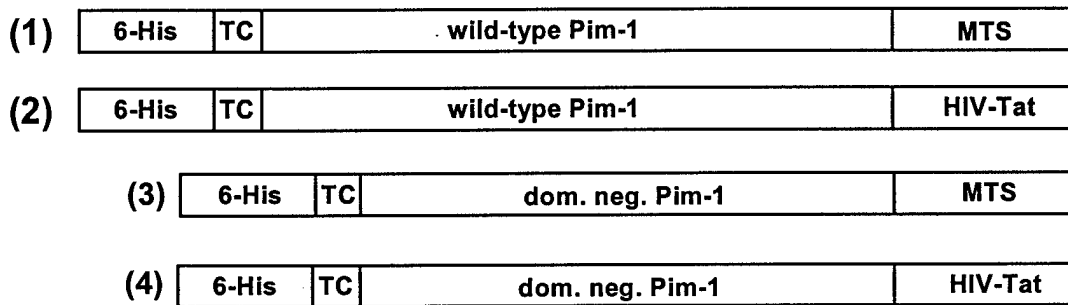 (1) 6-His TC wild-type Pim-1 MTS
(2) 6-His TC wild-type Pim-1 HIV-Tat
(3) 6-His TC dom. neg. Pim-1 MTS
(4) 6-His TC dom. neg. Pim-1 HIV-Tat